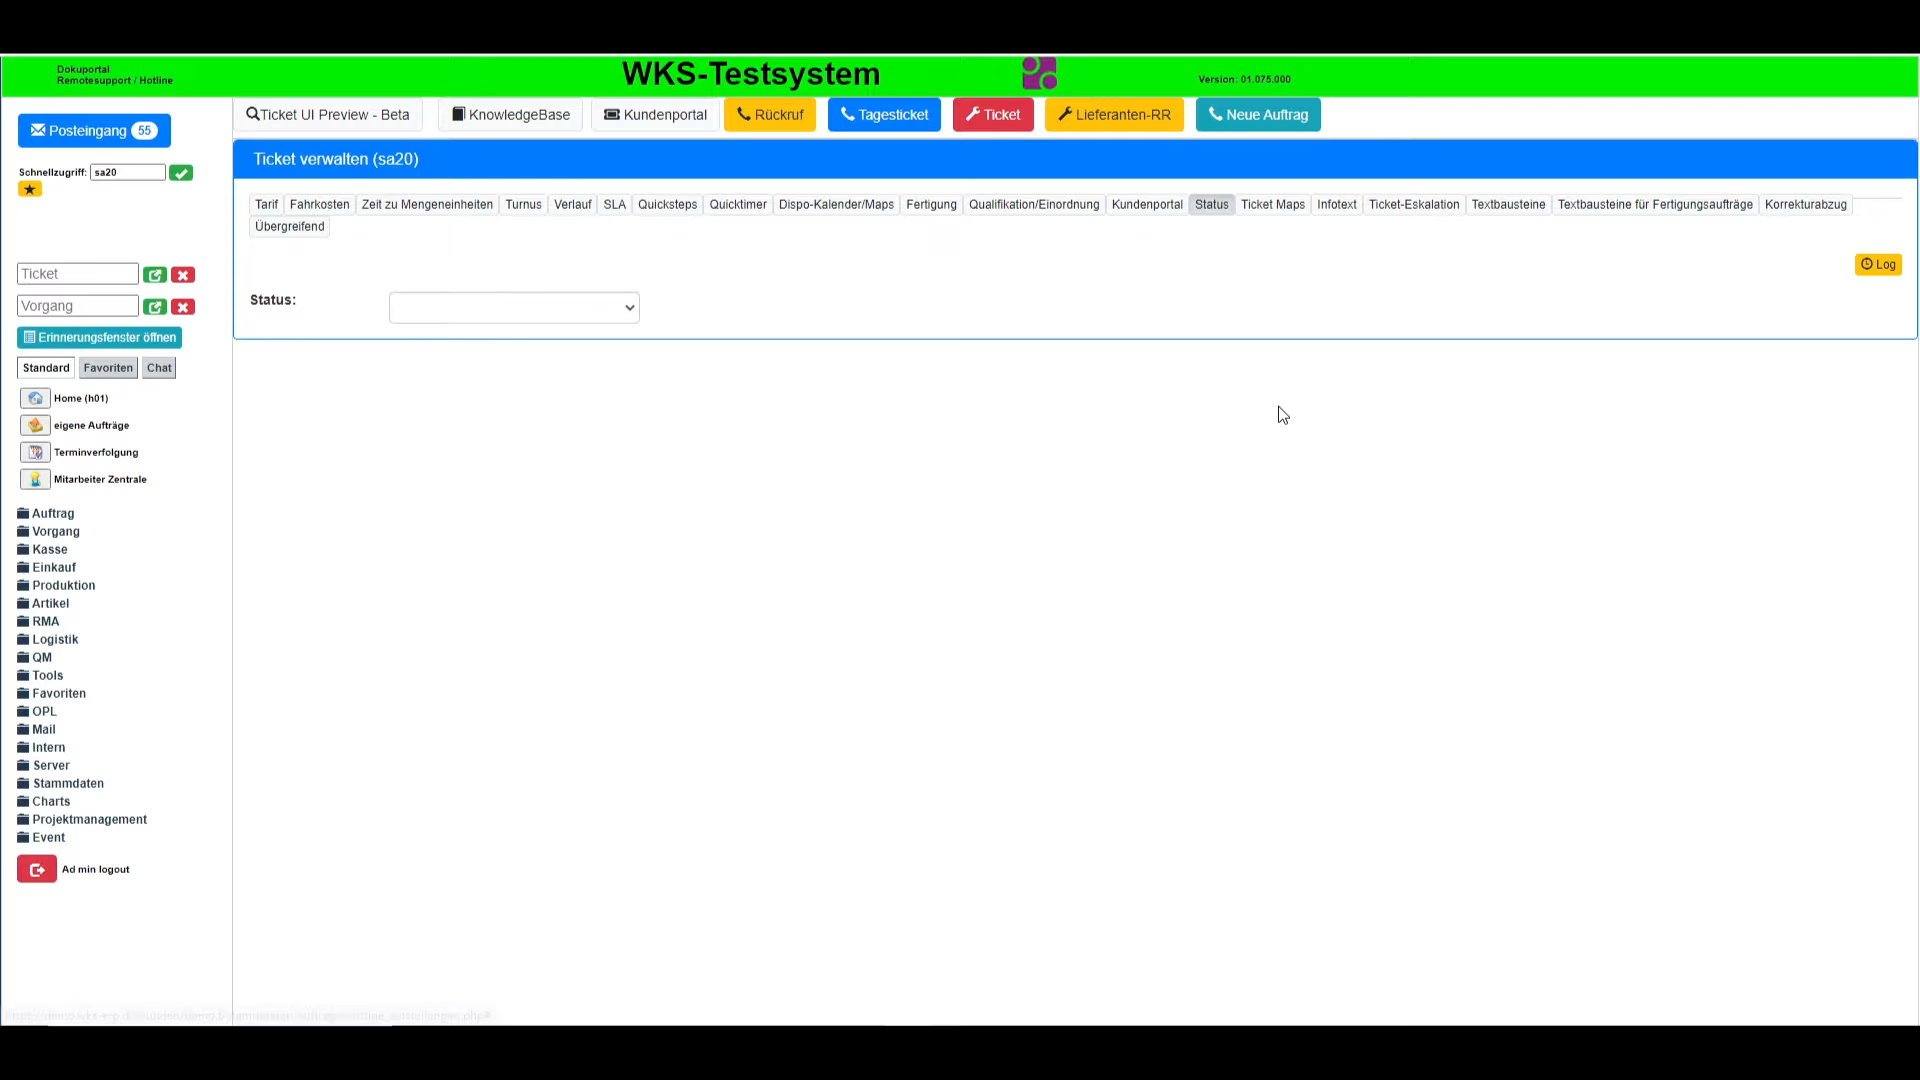 Dokuportal
Remotesupport / Hotline
WKS-Testsystem
Version: 01.075.000
Posteingang 55
Ticket UI Preview - Beta
KnowledgeBase
Kundenportal
Rückruf
Tagesticket
Ticket
Lieferanten-RR
Neue Auftrag
Schnellzugriff: sa20
Ticket verwalten (sa20)
Tarif Fahrkosten Zeit zu Mengeneinheiten Turnus Verlauf SLA Quicksteps Quicktimer Dispo-Kalender/Maps Fertigung Qualifikation/Einordnung Kundenportal Status Ticket Maps Infotext Ticket-Eskalation Textbausteine Textbausteine für Fertigungsaufträge Korrekturabzug
Übergreifend
Log
Status:
Ticket
Vorgang
Erinnerungsfenster öffnen
Standard Favoriten Chat
Home (h01)
eigene Aufträge
Terminverfolgung
Mitarbeiter Zentrale
Auftrag
Vorgang
Kasse
Einkauf
Produktion
Artikel
RMA
Logistik
QM
Tools
Favoriten
OPL
Mail
Intern
Server
Stammdaten
Charts
Projektmanagement
Event
Ad min logout